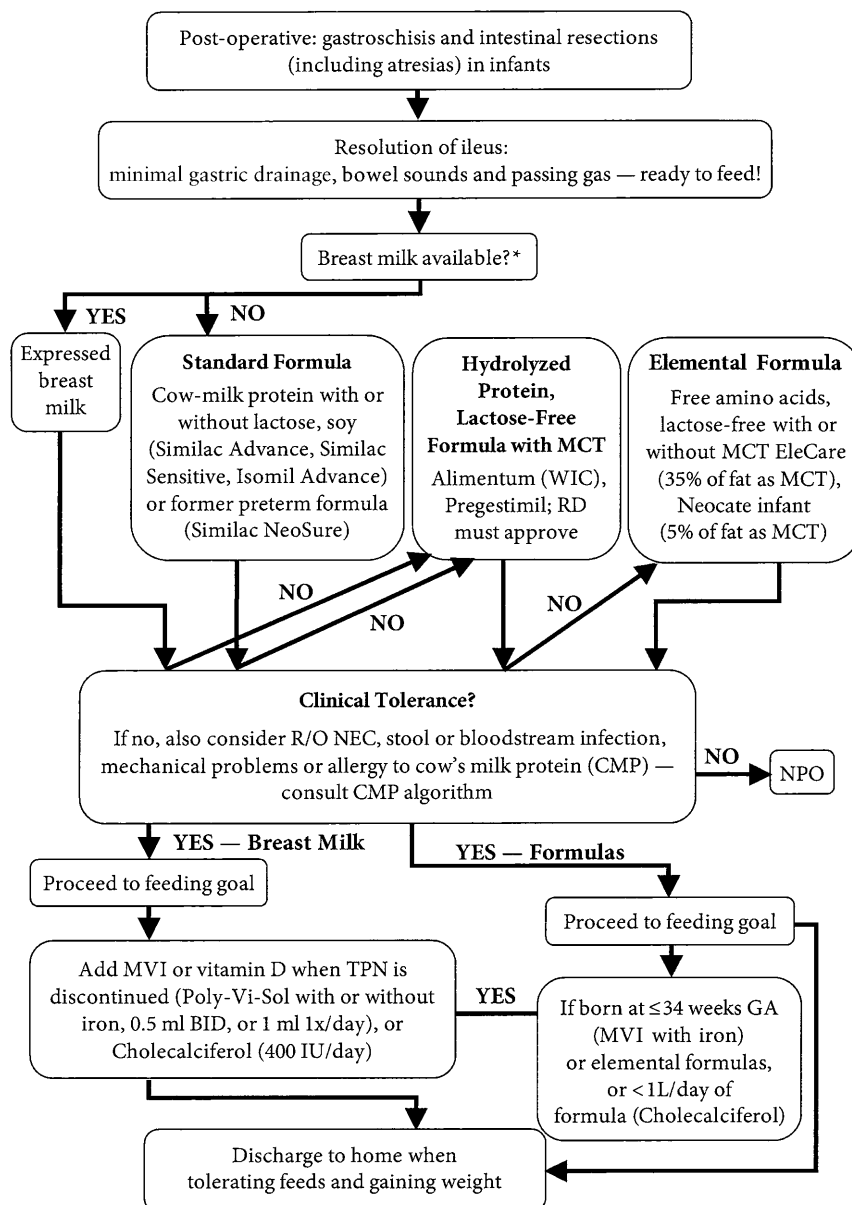 Post-operative: gastroschisis and intestinal resections
(including atresias) in infants
Resolution of ileus:
minimal gastric drainage, bowel sounds and passing gas — ready to feed!
Breast milk available?*
YES
NO
Expressed
breast
milk
Standard Formula
Cow-milk protein with or
without lactose, soy
(Similac Advance, Similac
Sensitive, Isomil Advance)
or former preterm formula
(Similac NeoSure)
Hydrolyzed
Protein,
Lactose-Free
Formula with MCT
Alimentum (WIC),
Pregestimil; RD
must approve
Elemental Formula
Free amino acids,
lactose-free with or
without MCT EleCare
(35% of fat as MCT),
Neocate infant
(5% of fat as MCT)
NO
NO
NO
Clinical Tolerance?
If no, also consider R/O NEC, stool or bloodstream infection,
mechanical problems or allergy to cow's milk protein (CMP) —
consult CMP algorithm
NO
NPO
YES — Breast Milk
YES — Formulas
Proceed to feeding goal
Proceed to feeding goal
Add MVI or vitamin D when TPN is
discontinued (Poly-Vi-Sol with or without
iron, 0.5 ml BID, or 1 ml 1x/day), or
Cholecalciferol (400 IU/day)
YES
If born at ≤34 weeks GA
(MVI with iron)
or elemental formulas,
or <1L/day of
formula (Cholecalciferol)
Discharge to home when
tolerating feeds and gaining weight